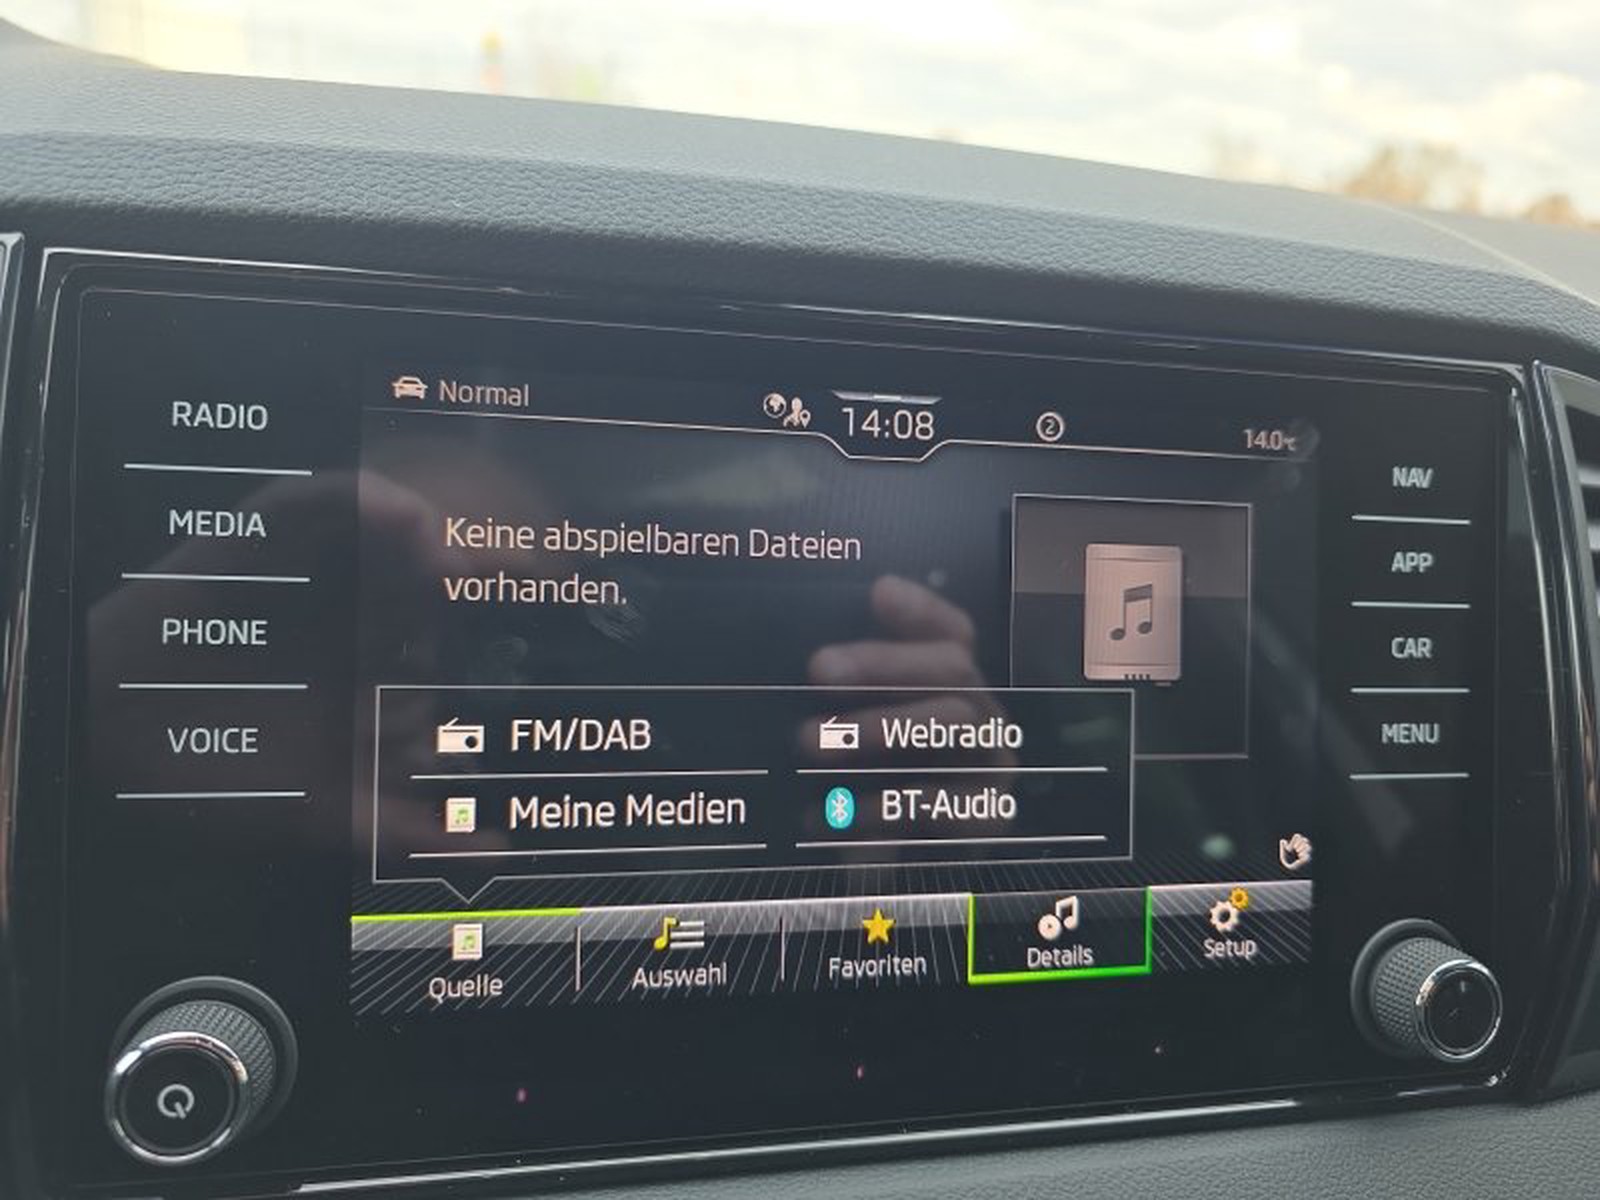 RADIO
MEDIA
PHONE
VOICE
Normal
14:08
2
14.0°C
Keine abspielbaren Dateien
vorhanden.
FM/DAB
Webradio
Meine Medien
BT-Audio
Quelle
Auswahl
Favoriten
Details
Setup
NAV
APP
CAR
MENU